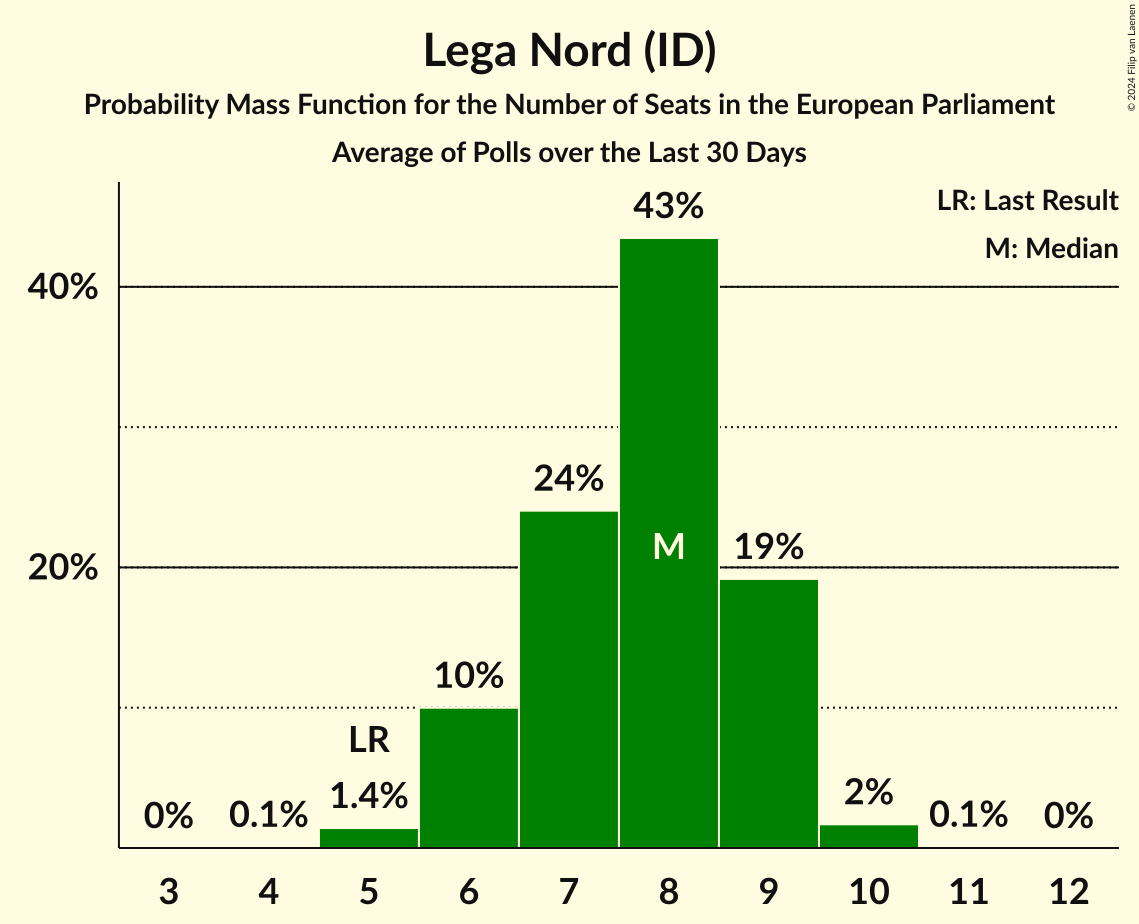 Lega Nord (ID)
Probability Mass Function for the Number of Seats in the European Parliament
Average of Polls over the Last 30 Days
© 2024 Filip van Laenen
LR: Last Result
M: Median
43%
40%
24%
M
19%
20%
10%
LR
1.4%
2%
0%
0.1%
0.1%
0%
3 4 5 6 7 8 9 10 11 12